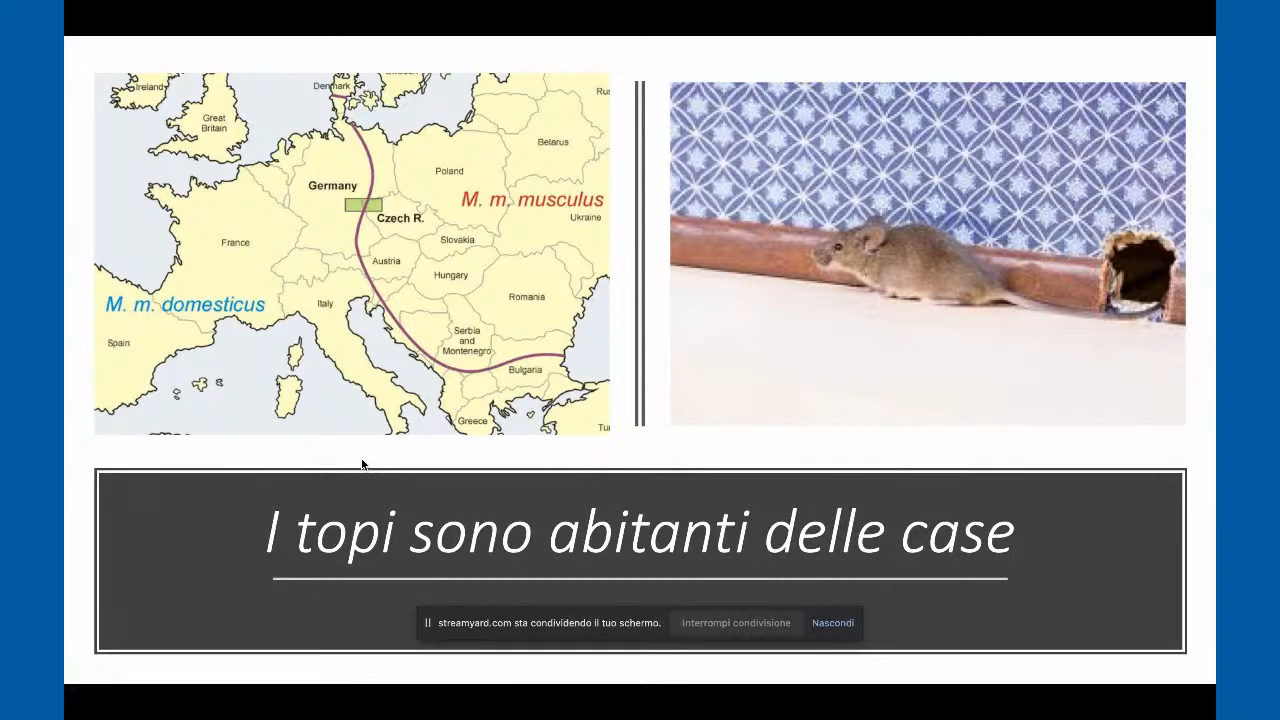 Ireland
Denmark
Great
Britain
Rus
Belarus
Poland
Germany
M. m. musculus
Czech R.
Ukraine
France
Slovakia
Austria
Hungary
M. m. domesticus
Italy
Romania
Spain
Serbia
and
Montenegro
Bulgaria
Greece
Tu
I topi sono abitanti delle case
streamyard.com sta condividendo il tuo schermo.
Interrompi condivisione
Nascondi